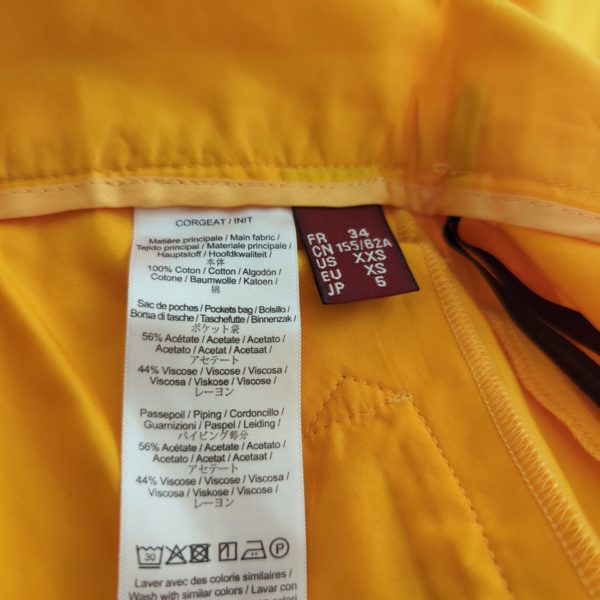 CORGEAT / INIT
Matière principale / Main fabric /
Tejido principal / Materiale principale /
Hauptstoff / Hoofdkwaliteit /
本体
100% Coton / Cotton / Algodón /
Cotone / Baumwolle / Katoen /
綿
Sac de poches / Pockets bag / Bolsillo /
Borsa di tasche / Taschefutte / Binnenzak /
ポケット袋
56% Acétate / Acetate / Acetato /
Acetato / Acetat / Acetaat /
アセテート
44% Viscose / Viscose / Viscosa /
Viscosa / Viskose / Viscose /
レーヨン
Passepoil / Piping / Cordoncillo /
Guarnizioni / Paspel / Leiding /
パイピング部分
56% Acétate / Acetate / Acetato /
Acetato / Acetat / Acetaat /
アセテート
44% Viscose / Viscose / Viscosa /
Viscosa / Viskose / Viscose /
レーヨン
30 P
Laver avec des coloris similaires /
Wash with similar colors /
FR 34
CN 155/62A
US XXS
EU XS
JP 5